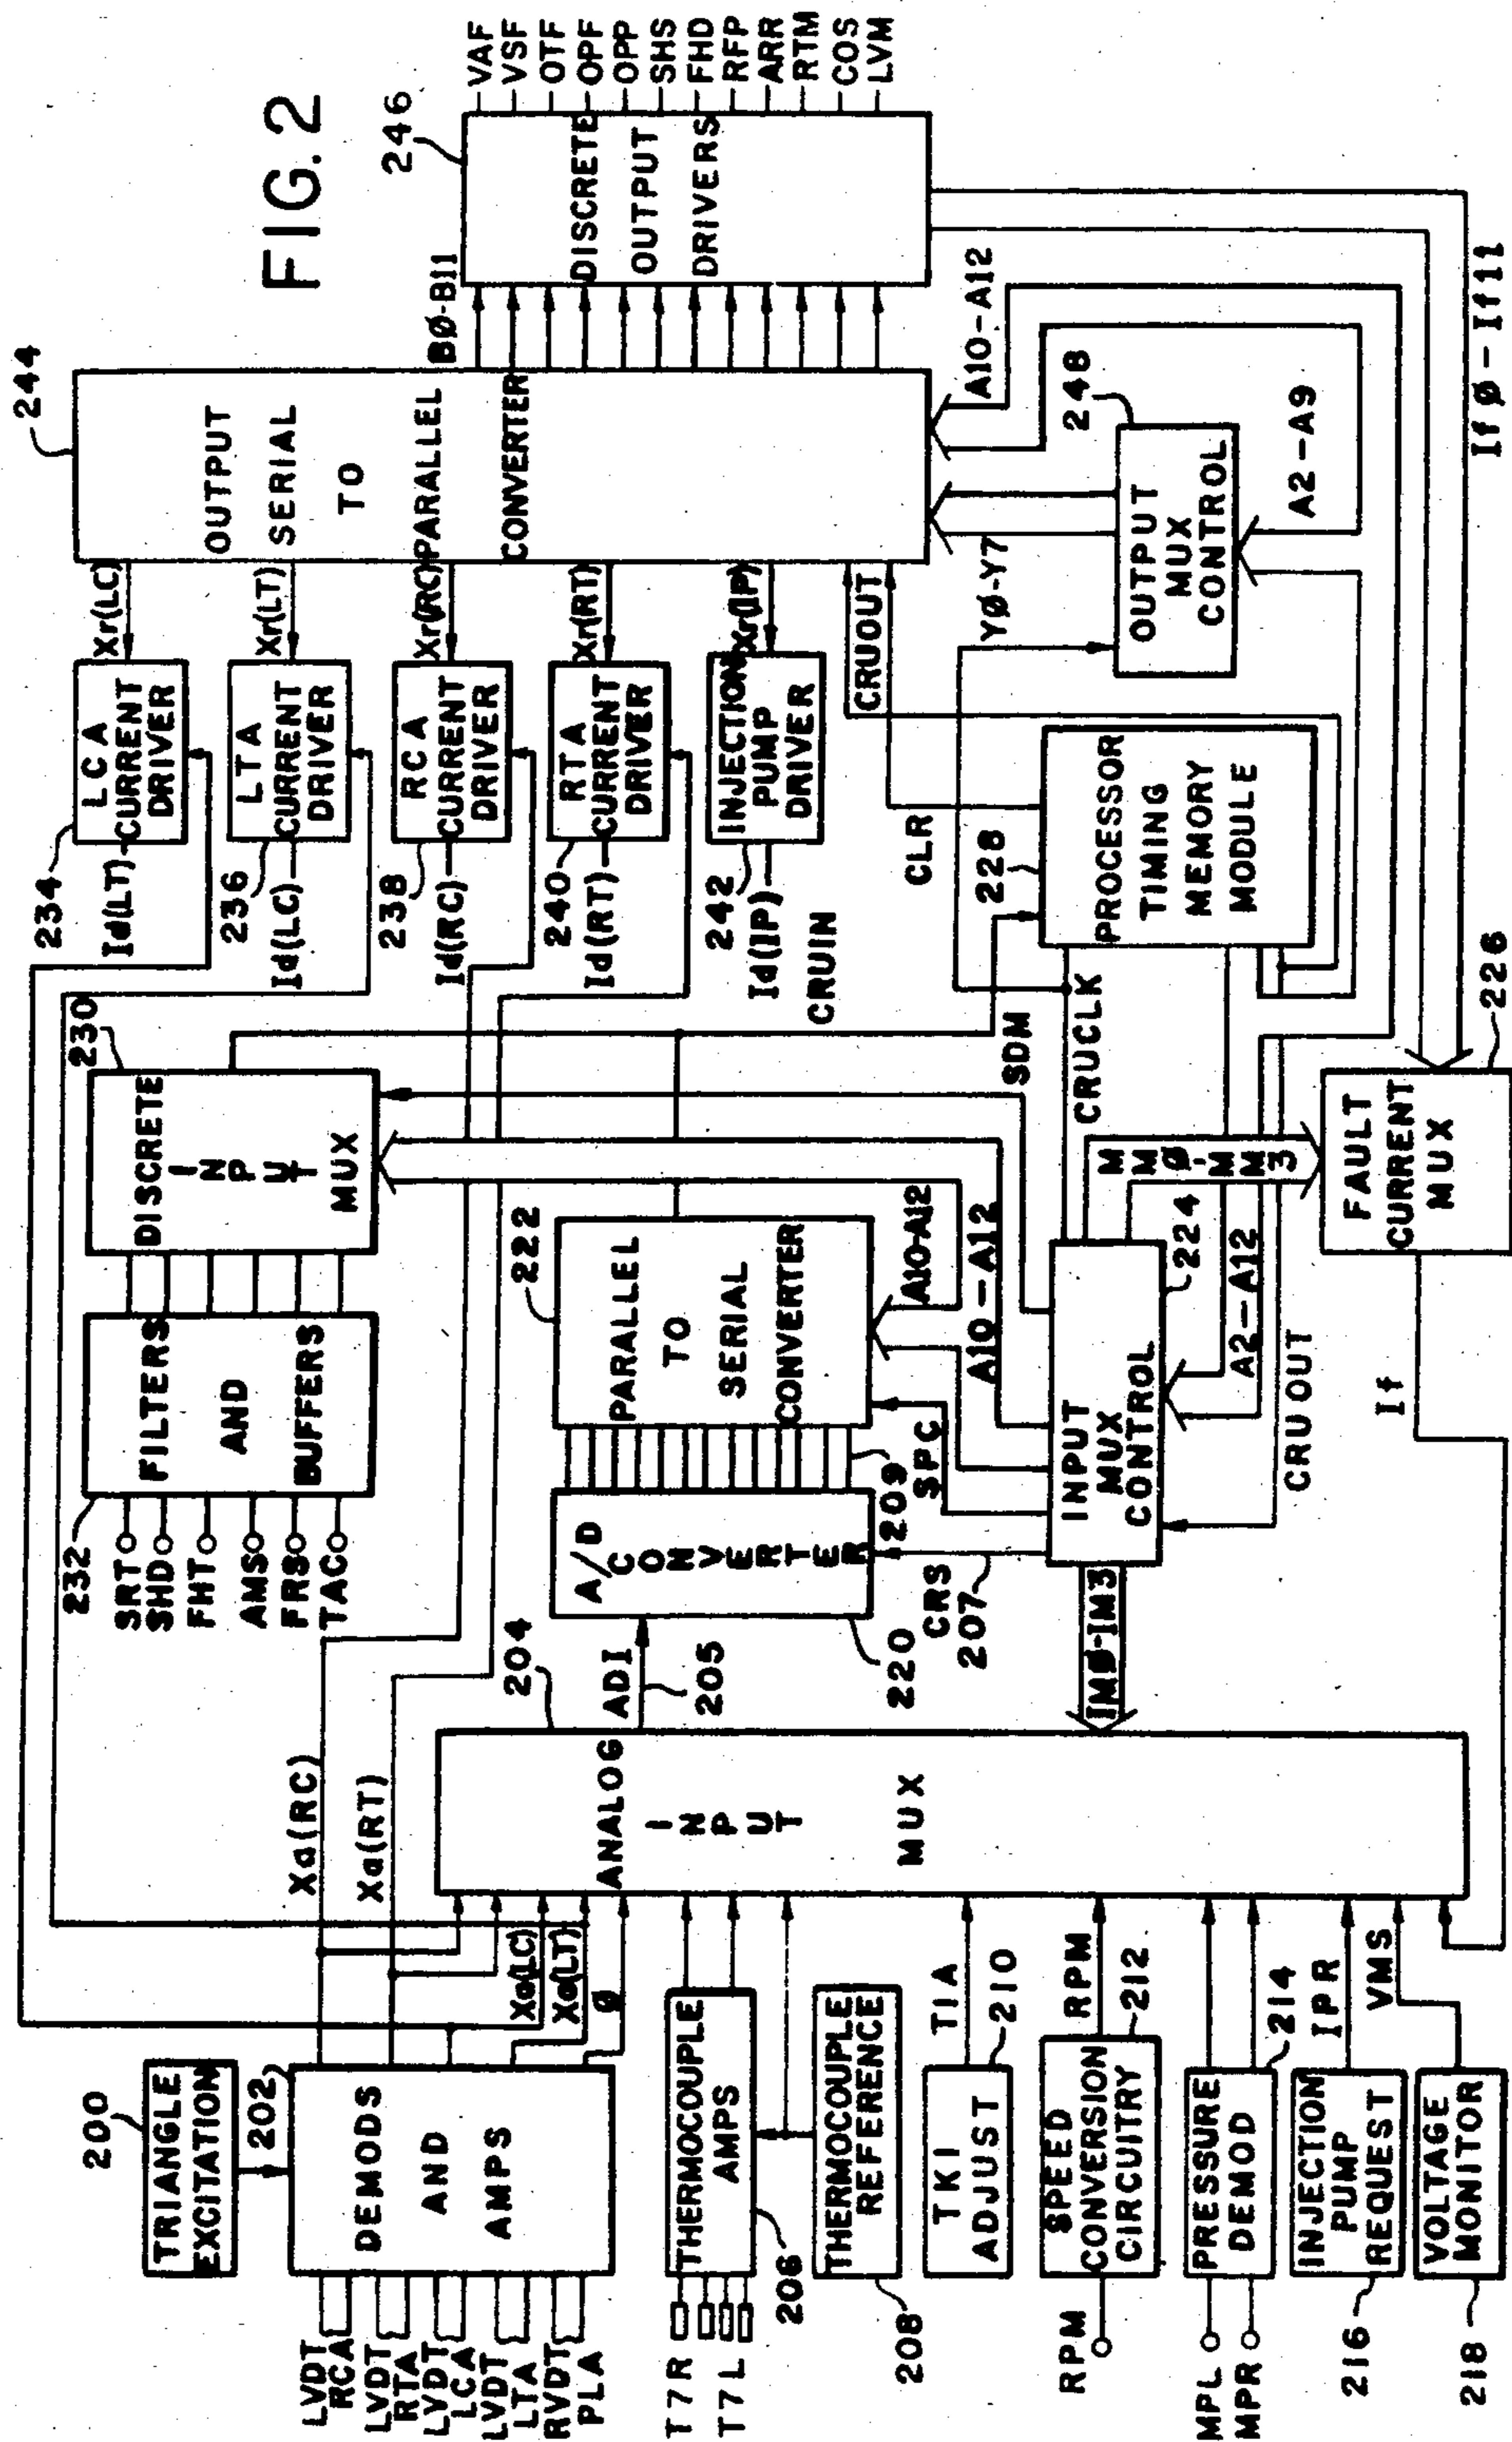 FIG. 2
200
TRIANGLE
EXCITATION
202
DEMODS
AND
AMPS
LVDT
RCA
LVDT
RTA
LVDT
LCA
LVDT
LTA
RVDT
PLA
Xa(RC)
Xa(RT)
Xa(LC)
Xa(LT)
Ø
T7R
T7L
THERMOCOUPLE
AMPS
206
THERMOCOUPLE
REFERENCE
208
TKI
ADJUST
210
TIA
RPM
SPEED
CONVERSION
CIRCUITRY
212
RPM
MPL
MPR
PRESSURE
DEMOD
214
INJECTION
PUMP
REQUEST
216
IPR
VOLTAGE
MONITOR
218
VMS
204
ANALOG
INPUT
MUX
ADI
205
A/D
CONVERTER
220
CRS
207
209
SPC
IMØ-IM3
232
SRT
SHD
FHT
AMS
FRS
TAC
FILTERS
AND
BUFFERS
230
DISCRETE
INPUT
MUX
222
PARALLEL
TO
SERIAL
CONVERTER
A10-A12
A10-A12
INPUT
MUX
CONTROL
224
A2-A12
CRUOUT
MMØ-MM3
If
FAULT
CURRENT
MUX
226
SDM
CRUCLK
CRUIN
228
PROCESSOR
TIMING
MEMORY
MODULE
CLR
CRUOUT
234
LCA
CURRENT
DRIVER
Id(LT)
Xr(LC)
236
LTA
CURRENT
DRIVER
Id(LC)
Xr(LT)
238
RCA
CURRENT
DRIVER
Id(RC)
Xr(RC)
240
RTA
CURRENT
DRIVER
Id(RT)
Xr(RT)
242
INJECTION
PUMP
DRIVER
Id(IP)
Xr(IP)
244
OUTPUT
SERIAL
TO
PARALLEL
CONVERTER
BØ-B11
YØ-Y7
OUTPUT
MUX
CONTROL
248
A2-A9
A10-A12
IfØ-If11
246
DISCRETE
OUTPUT
DRIVERS
VAF
VSF
OTF
OPF
OPP
SHS
FHD
RFP
ARR
RTM
COS
LVM